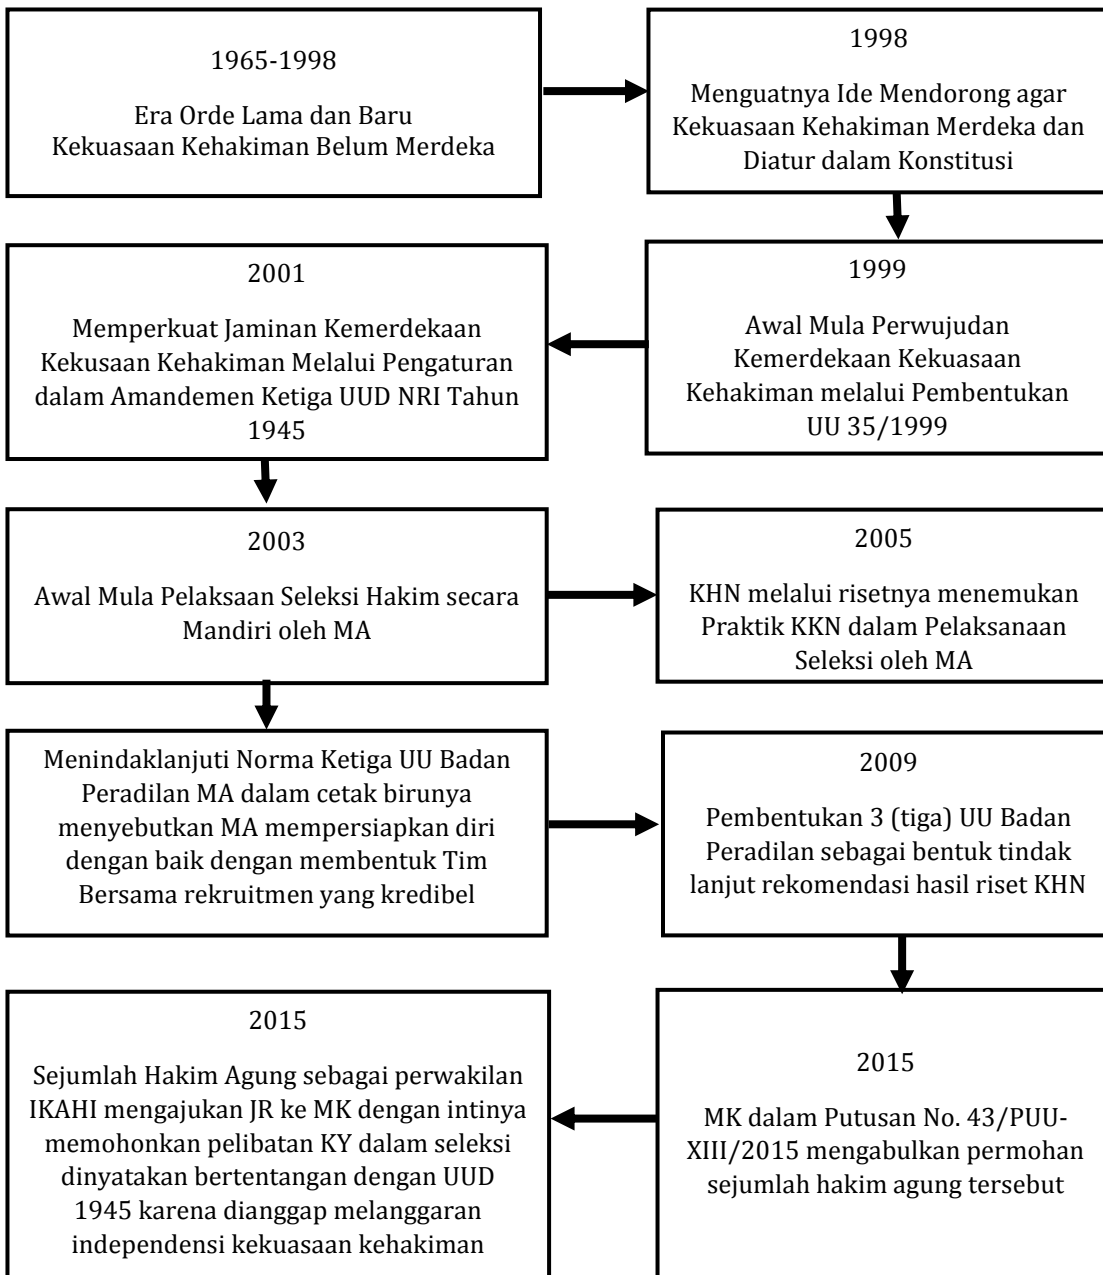 1965-1998
Era Orde Lama dan Baru
Kekuasaan Kehakiman Belum Merdeka
1998
Menguatnya Ide Mendorong agar
Kekuasaan Kehakiman Merdeka dan
Diatur dalam Konstitusi
1999
Awal Mula Perwujudan
Kemerdekaan Kekuasaan
Kehakiman melalui Pembentukan
UU 35/1999
2001
Memperkuat Jaminan Kemerdekaan
Kekusaan Kehakiman Melalui Pengaturan
dalam Amandemen Ketiga UUD NRI Tahun
1945
2003
Awal Mula Pelaksaan Seleksi Hakim secara
Mandiri oleh MA
2005
KHN melalui risetnya menemukan
Praktik KKN dalam Pelaksanaan
Seleksi oleh MA
Menindaklanjuti Norma Ketiga UU Badan
Peradilan MA dalam cetak birunya
menyebutkan MA mempersiapkan diri
dengan baik dengan membentuk Tim
Bersama rekruitmen yang kredibel
2009
Pembentukan 3 (tiga) UU Badan
Peradilan sebagai bentuk tindak
lanjut rekomendasi hasil riset KHN
2015
MK dalam Putusan No. 43/PUU-
XIII/2015 mengabulkan permohan
sejumlah hakim agung tersebut
2015
Sejumlah Hakim Agung sebagai perwakilan
IKAHI mengajukan JR ke MK dengan intinya
memohonkan pelibatan KY dalam seleksi
dinyatakan bertentangan dengan UUD
1945 karena dianggap melanggaran
independensi kekuasaan kehakiman